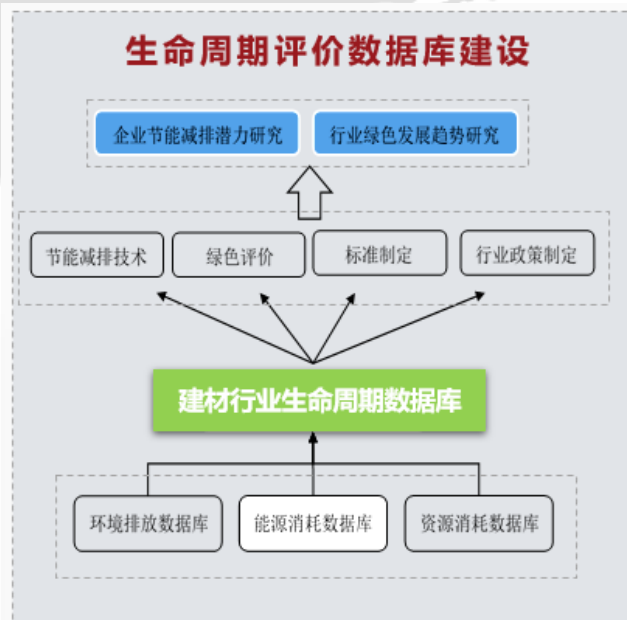 生命周期评价数据库建设
企业节能减排潜力研究 行业绿色发展趋势研究
节能减排技术 绿色评价 标准制定 行业政策制定
建材行业生命周期数据库
环境排放数据库 能源消耗数据库 资源消耗数据库